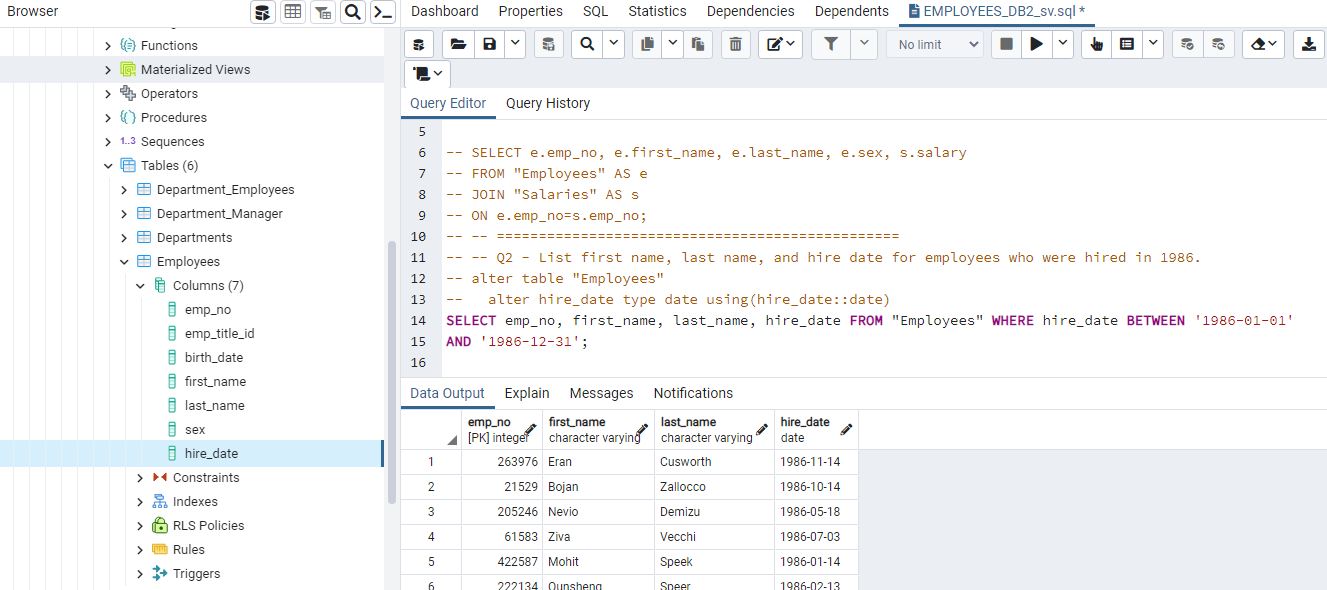 Browser
Functions
Materialized Views
Operators
Procedures
1..3 Sequences
Tables (6)
Department_Employees
Department_Manager
Departments
Employees
Columns (7)
emp_no
emp_title_id
birth_date
first_name
last_name
sex
hire_date
Constraints
Indexes
RLS Policies
Rules
Triggers
Dashboard Properties SQL Statistics Dependencies Dependents EMPLOYEES_DB2_sv.sql *
No limit
Query Editor Query History
5
6 -- SELECT e.emp_no, e.first_name, e.last_name, e.sex, s.salary
7 -- FROM "Employees" AS e
8 -- JOIN "Salaries" AS s
9 -- ON e.emp_no=s.emp_no;
10 -- -- ================================================
11 -- -- Q2 - List first name, last name, and hire date for employees who were hired in 1986.
12 -- alter table "Employees"
13 --   alter hire_date type date using(hire_date::date)
14 SELECT emp_no, first_name, last_name, hire_date FROM "Employees" WHERE hire_date BETWEEN '1986-01-01'
15 AND '1986-12-31';
16
Data Output Explain Messages Notifications
emp_no first_name last_name hire_date
[PK] integer character varying character varying date
1 263976 Eran Cusworth 1986-11-14
2 21529 Bojan Zallocco 1986-10-14
3 205246 Nevio Demizu 1986-05-18
4 61583 Ziva Vecchi 1986-07-03
5 422587 Mohit Speek 1986-01-14
6 222134 Qunsheng Speer 1986-02-13